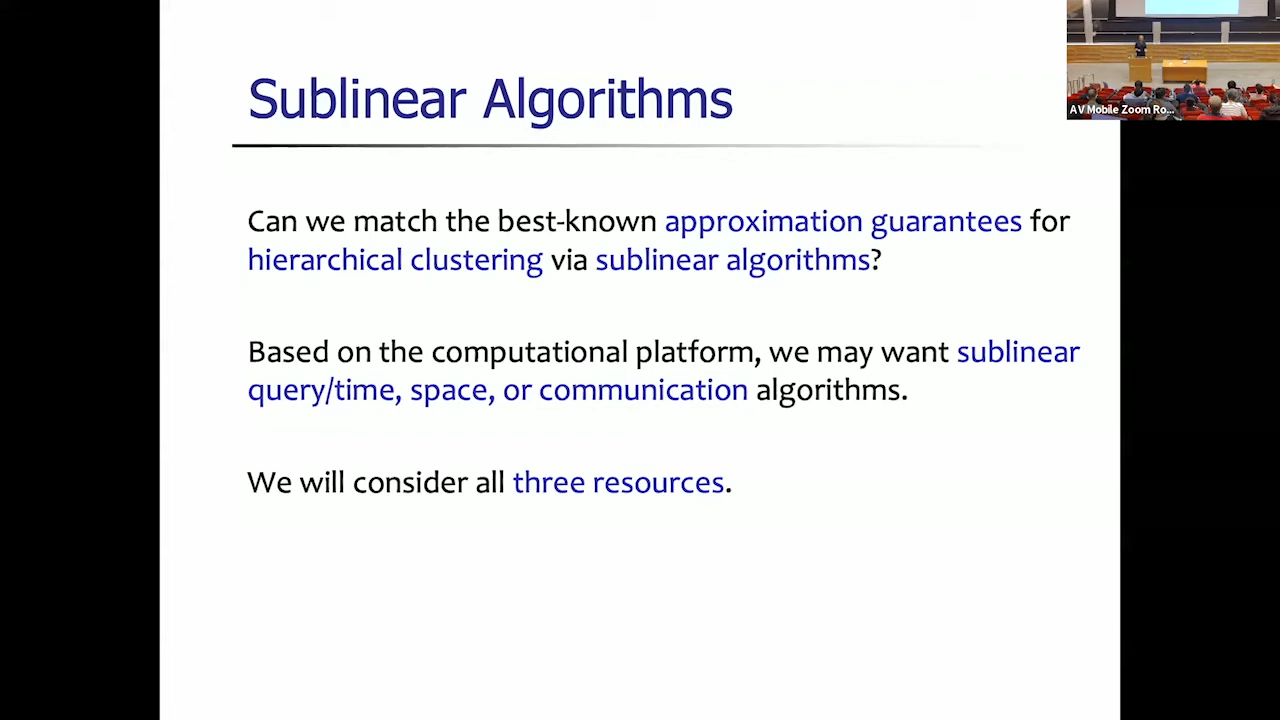 Sublinear Algorithms
Can we match the best-known approximation guarantees for
hierarchical clustering via sublinear algorithms?
Based on the computational platform, we may want sublinear
query/time, space, or communication algorithms.
We will consider all three resources.
AV Mobile Zoom Ro...